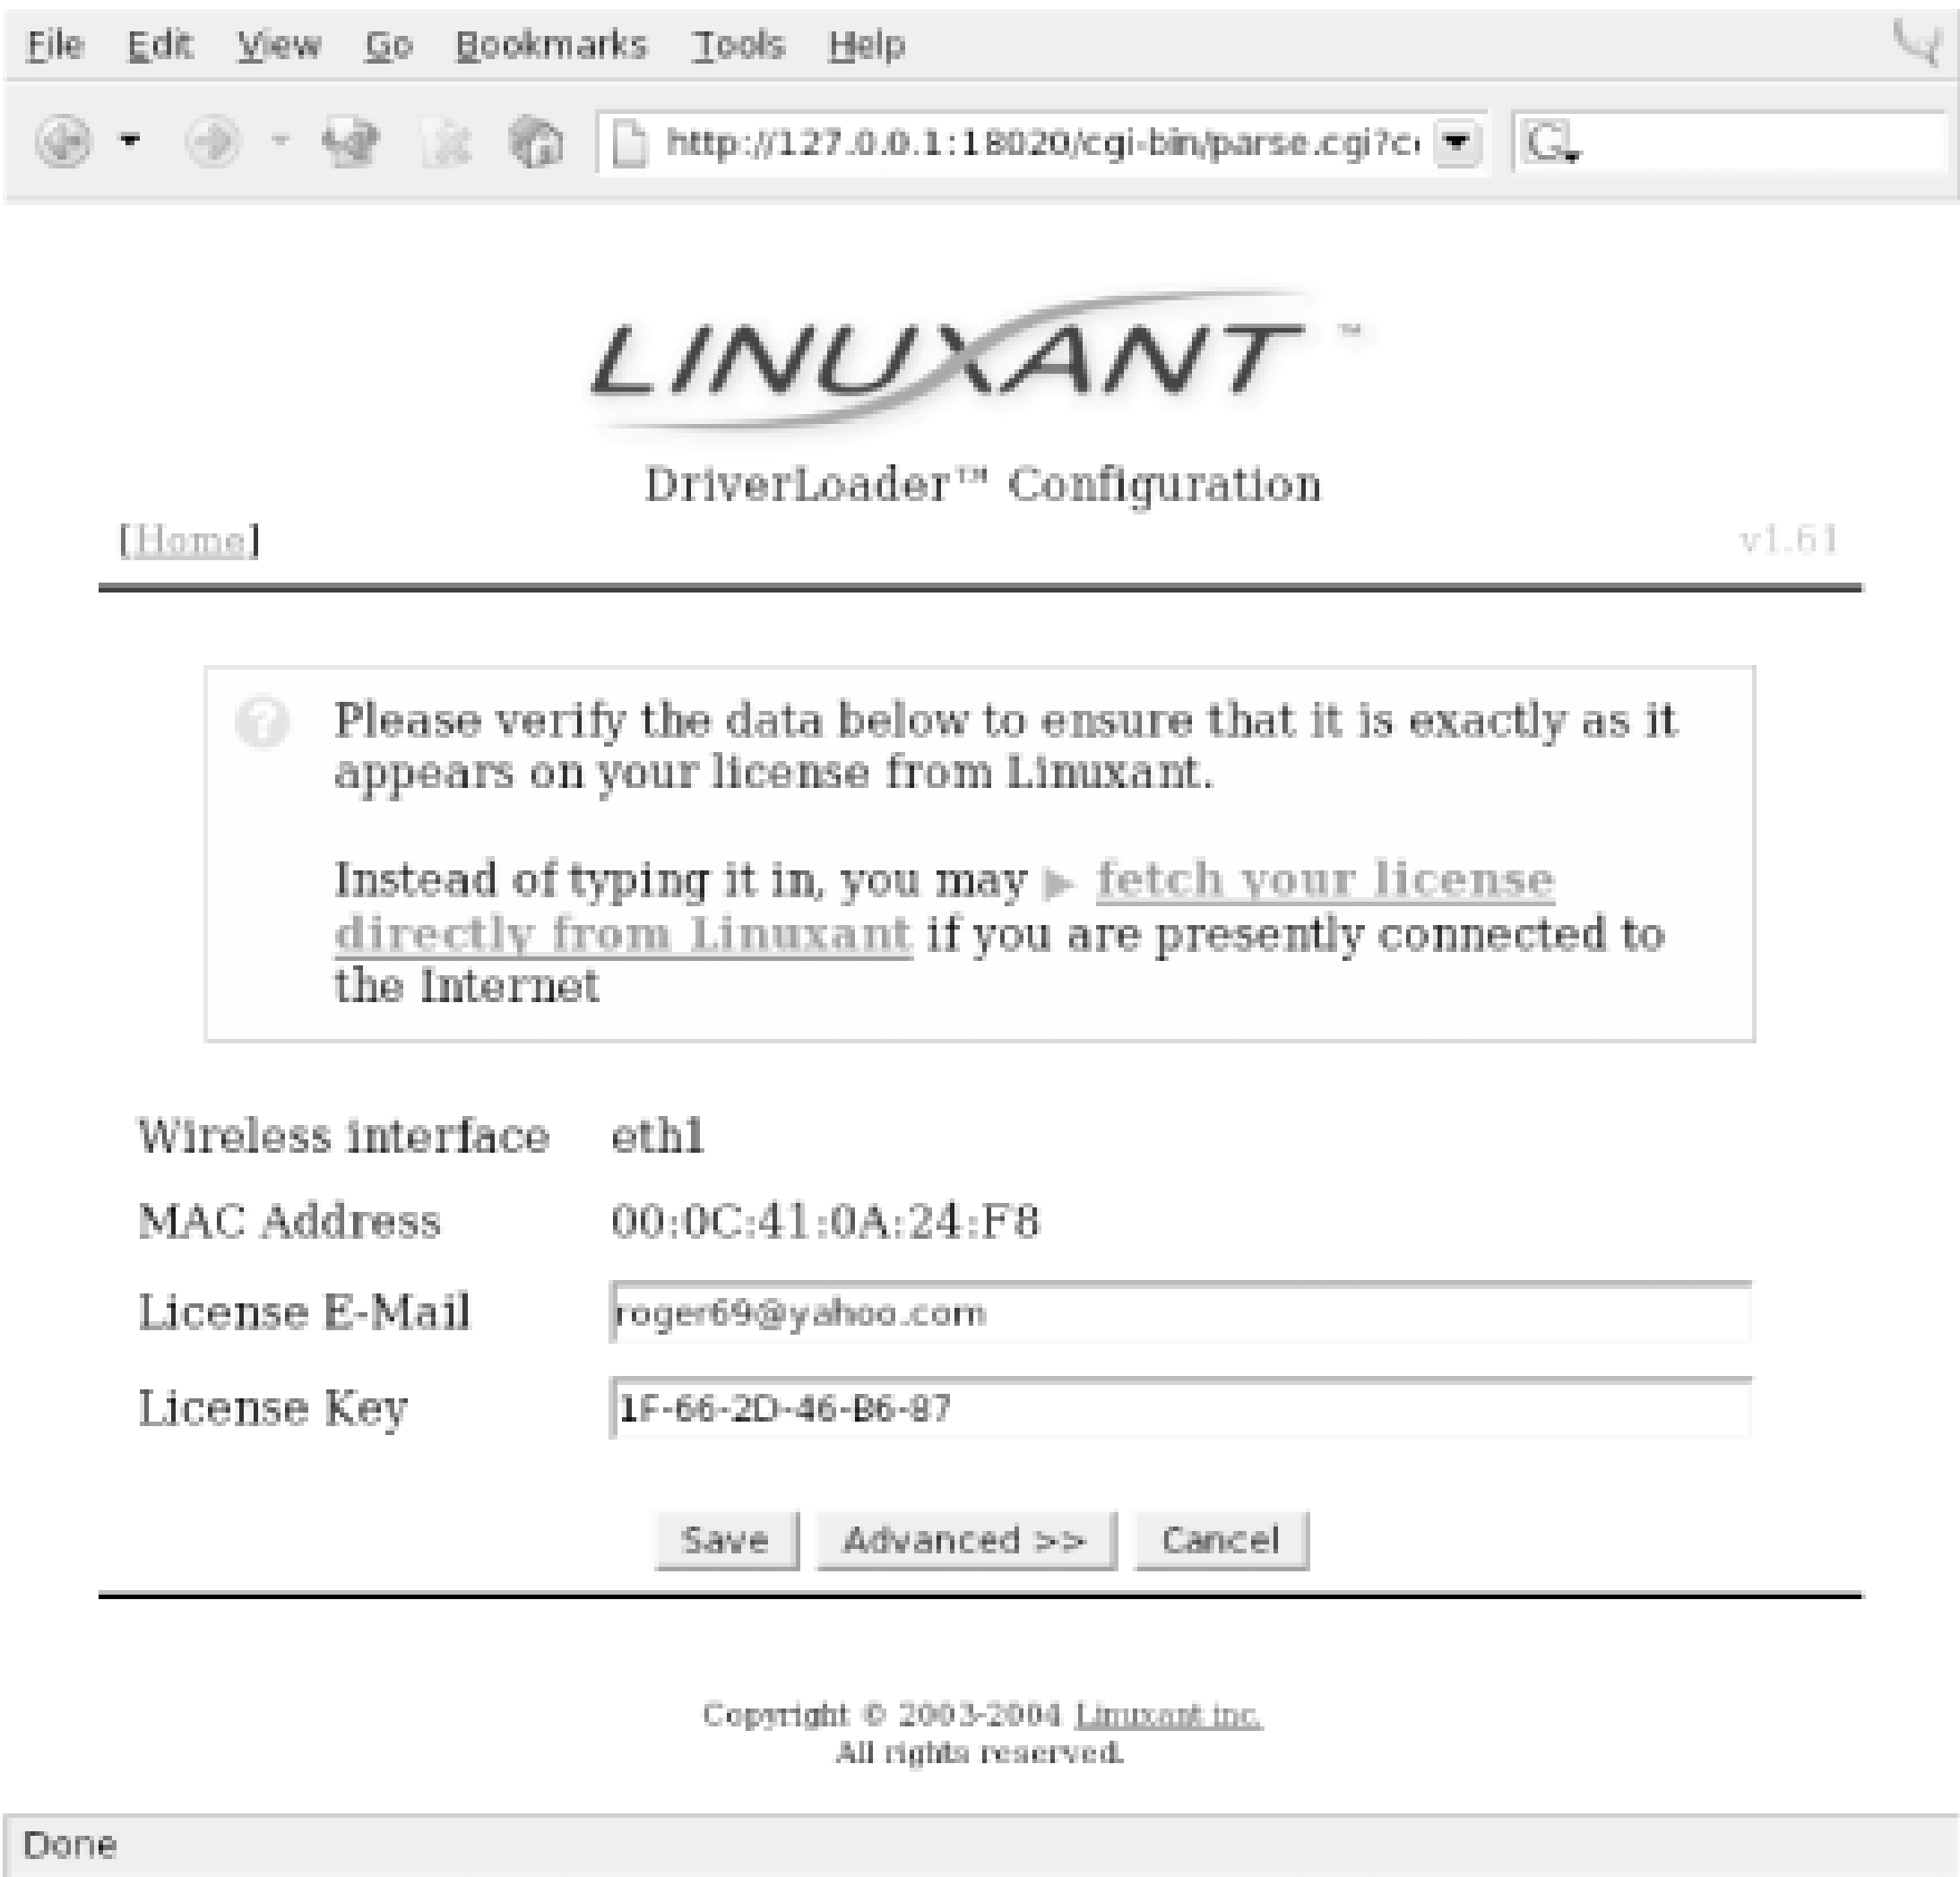 File Edit View Go Bookmarks Tools Help
http://127.0.0.1:18020/cgi-bin/parse.cgi?c
G
LINUXANT ™
DriverLoader™ Configuration
[Home] v1.61
Please verify the data below to ensure that it is exactly as it
appears on your license from Linuxant.
Instead of typing it in, you may ▶ fetch your license
directly from Linuxant if you are presently connected to
the Internet
Wireless interface eth1
MAC Address 00:0C:41:0A:24:F8
License E-Mail roger69@yahoo.com
License Key 1F-66-2D-46-B6-87
Save Advanced >> Cancel
Copyright © 2003-2004 Linuxant inc.
All rights reserved.
Done